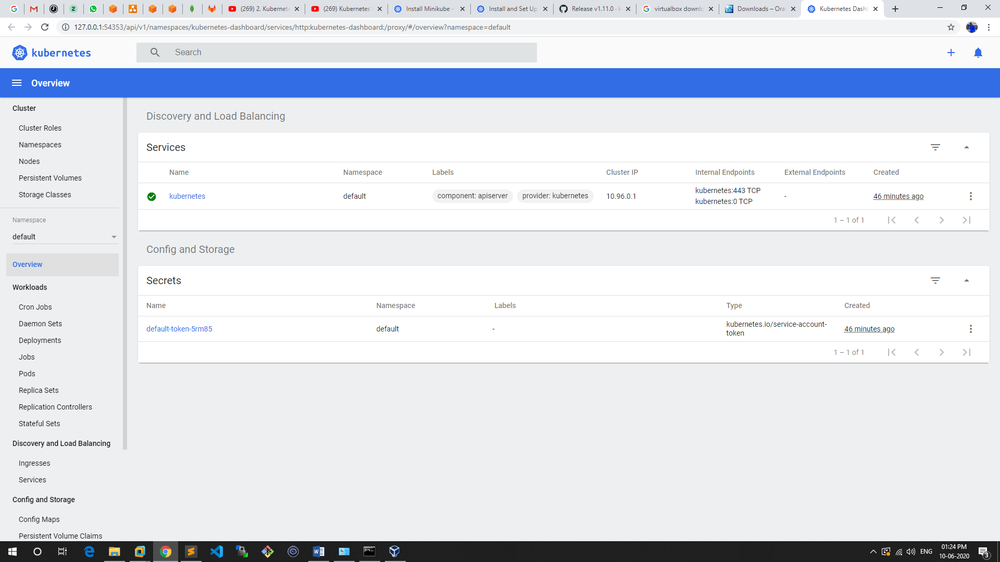 (269) 2. Kubernete
(269) Kubernetes
Install Minikube -
Install and Set Up
Release v1.11.0 ·
virtualbox downlo
Downloads – Orac
Kubernetes Dashb
127.0.0.1:54353/api/v1/namespaces/kubernetes-dashboard/services/http:kubernetes-dashboard:/proxy/#/overview?namespace=default
kubernetes
Search
Overview
Cluster
Cluster Roles
Namespaces
Nodes
Persistent Volumes
Storage Classes
Namespace
default
Overview
Workloads
Cron Jobs
Daemon Sets
Deployments
Jobs
Pods
Replica Sets
Replication Controllers
Stateful Sets
Discovery and Load Balancing
Ingresses
Services
Config and Storage
Config Maps
Persistent Volume Claims
Discovery and Load Balancing
Services
Name Namespace Labels Cluster IP Internal Endpoints External Endpoints Created
kubernetes default component: apiserver provider: kubernetes 10.96.0.1 kubernetes:443 TCP - 46 minutes ago
kubernetes:0 TCP
1 – 1 of 1
Config and Storage
Secrets
Name Namespace Labels Type Created
default-token-5rm85 default - kubernetes.io/service-account- 46 minutes ago
token
1 – 1 of 1
ENG
01:24 PM
10-06-2020
3